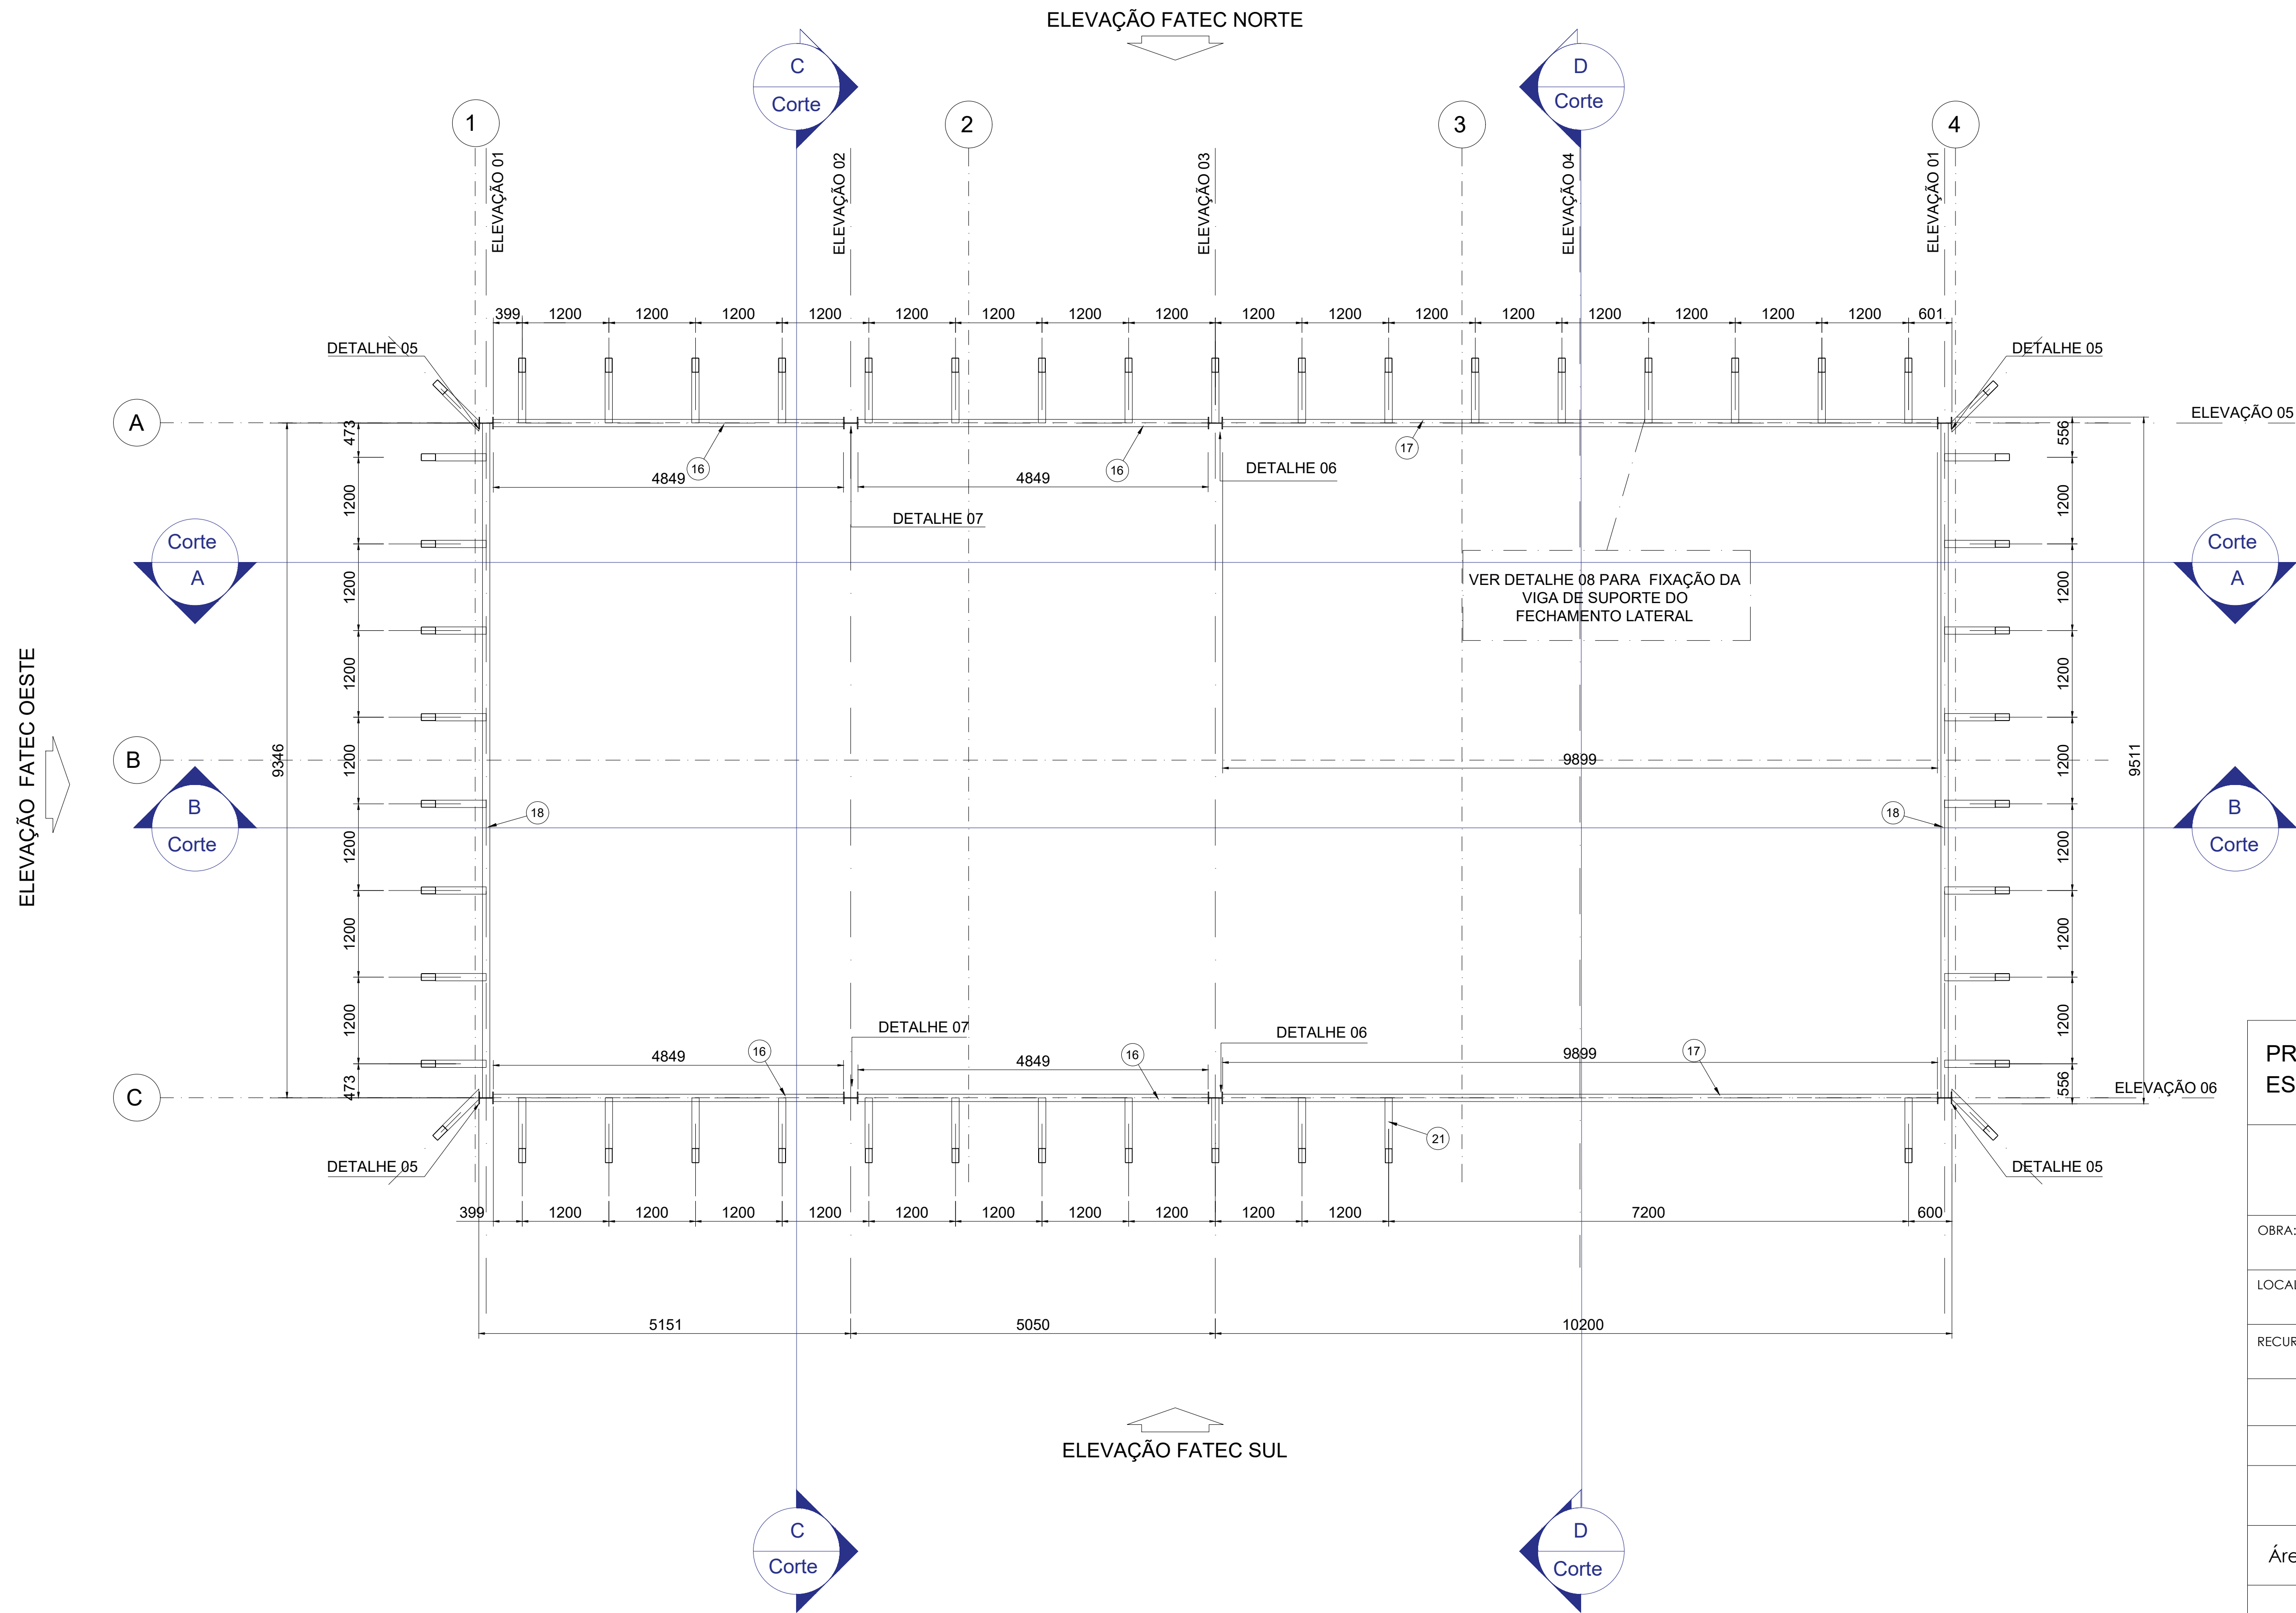 ELEVAÇÃO FATEC NORTE
C
Corte
D
Corte
1
2
3
4
ELEVAÇÃO 01
ELEVAÇÃO 02
ELEVAÇÃO 03
ELEVAÇÃO 04
ELEVAÇÃO 01
399 1200 1200 1200 1200 1200 1200 1200 1200 1200 1200 1200 1200 1200 1200 1200 1200 601
DETALHE 05
DETALHE 05
A
ELEVAÇÃO 05
473
556
16
16
17
DETALHE 06
4849
4849
DETALHE 07
1200
1200
Corte
A
Corte
A
VER DETALHE 08 PARA FIXAÇÃO DA
VIGA DE SUPORTE DO
FECHAMENTO LATERAL
1200
1200
1200
1200
ELEVAÇÃO FATEC OESTE
B
9346
1200
9899
1200
9511
B
Corte
18
18
B
Corte
1200
1200
1200
1200
1200
1200
DETALHE 07
DETALHE 06
4849
16
4849
16
9899
17
473
556
C
ELEVAÇÃO 06
PR
ES
21
DETALHE 05
DETALHE 05
399 1200 1200 1200 1200 1200 1200 1200 1200 1200 1200 7200 600
OBRA:
LOCAL
RECUR
5151
5050
10200
ELEVAÇÃO FATEC SUL
C
Corte
D
Corte
Áre